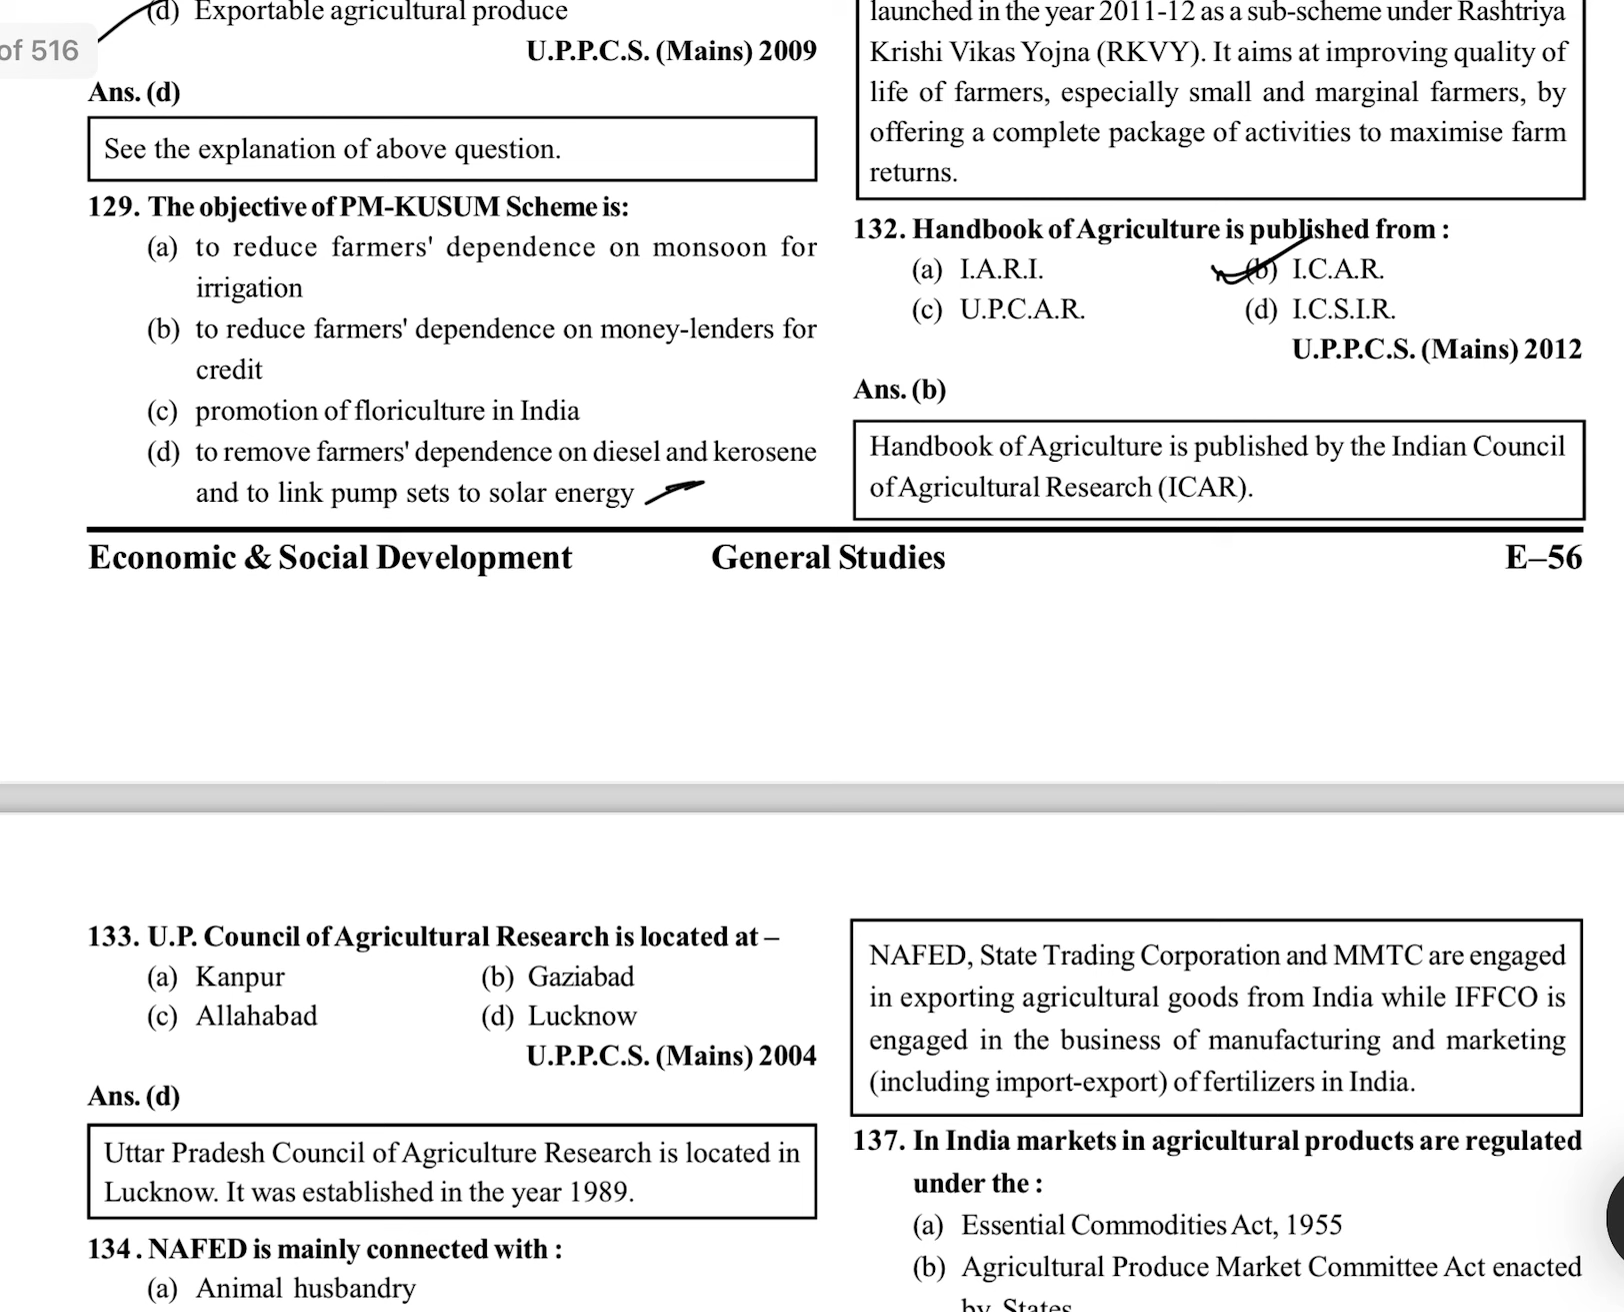 (d) Exportable agricultural produce
of 516
U.P.P.C.S. (Mains) 2009
Ans. (d)
See the explanation of above question.
129. The objective of PM-KUSUM Scheme is:
(a) to reduce farmers' dependence on monsoon for
irrigation
(b) to reduce farmers' dependence on money-lenders for
credit
(c) promotion of floriculture in India
(d) to remove farmers' dependence on diesel and kerosene
and to link pump sets to solar energy
launched in the year 2011-12 as a sub-scheme under Rashtriya
Krishi Vikas Yojna (RKVY). It aims at improving quality of
life of farmers, especially small and marginal farmers, by
offering a complete package of activities to maximise farm
returns.
132. Handbook of Agriculture is published from :
(a) I.A.R.I. (b) I.C.A.R.
(c) U.P.C.A.R. (d) I.C.S.I.R.
U.P.P.C.S. (Mains) 2012
Ans. (b)
Handbook of Agriculture is published by the Indian Council
of Agricultural Research (ICAR).
Economic & Social Development General Studies E–56
133. U.P. Council of Agricultural Research is located at –
(a) Kanpur (b) Gaziabad
(c) Allahabad (d) Lucknow
U.P.P.C.S. (Mains) 2004
Ans. (d)
Uttar Pradesh Council of Agriculture Research is located in
Lucknow. It was established in the year 1989.
134. NAFED is mainly connected with :
(a) Animal husbandry
NAFED, State Trading Corporation and MMTC are engaged
in exporting agricultural goods from India while IFFCO is
engaged in the business of manufacturing and marketing
(including import-export) of fertilizers in India.
137. In India markets in agricultural products are regulated
under the :
(a) Essential Commodities Act, 1955
(b) Agricultural Produce Market Committee Act enacted
by States